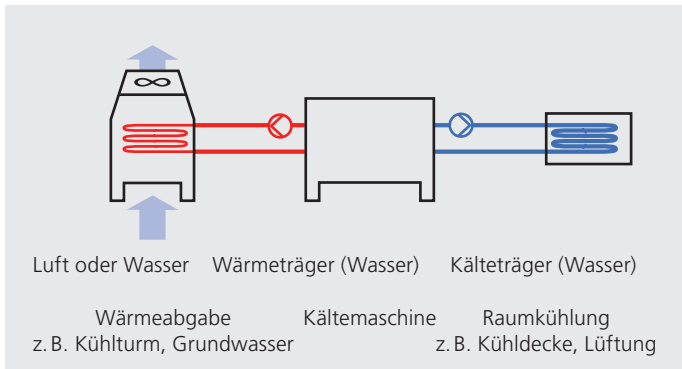 Luft oder Wasser Wärmeträger (Wasser) Kälteträger (Wasser)
Wärmeabgabe Kältemaschine Raumkühlung
z. B. Kühlturm, Grundwasser z. B. Kühldecke, Lüftung